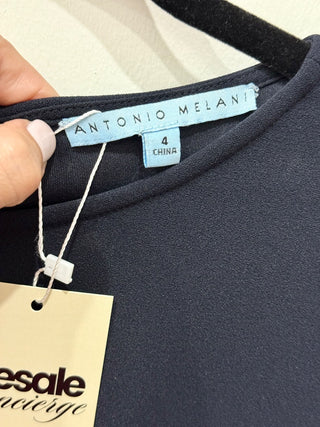 ANTONIO MELANI
4
CHINA
esale
ncierge